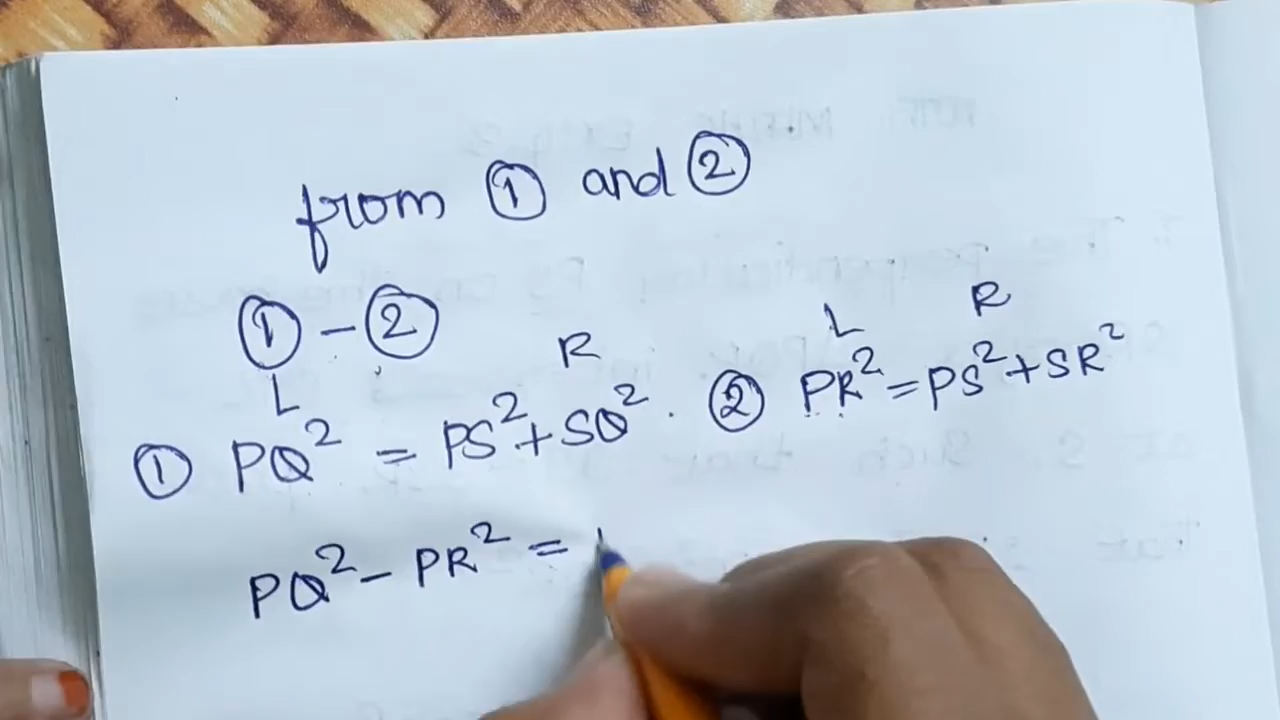 from ① and ②
① - ②
L R L R
① PQ² = PS² + SQ² . ② PR² = PS² + SR²
PQ² - PR² =